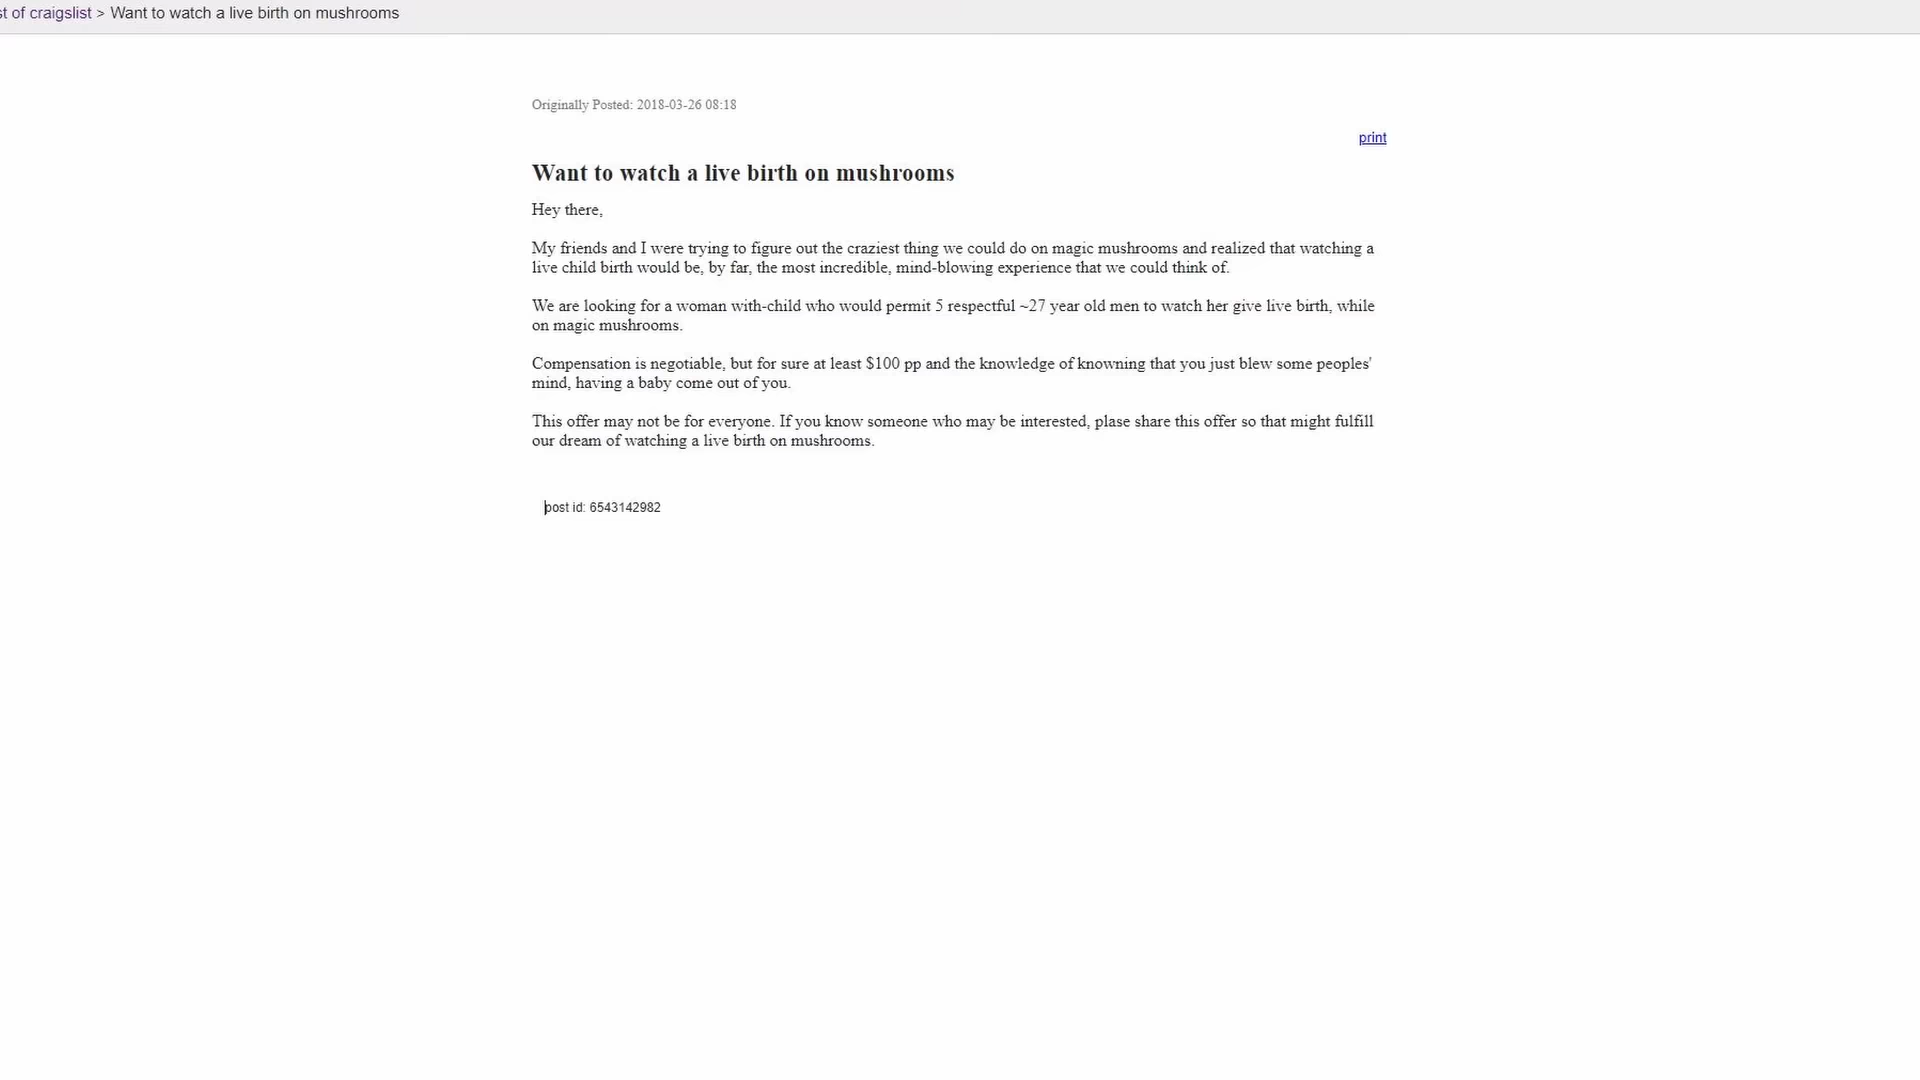 st of craigslist > Want to watch a live birth on mushrooms
Originally Posted: 2018-03-26 08:18
print
Want to watch a live birth on mushrooms
Hey there,
My friends and I were trying to figure out the craziest thing we could do on magic mushrooms and realized that watching a
live child birth would be, by far, the most incredible, mind-blowing experience that we could think of.
We are looking for a woman with-child who would permit 5 respectful ~27 year old men to watch her give live birth, while
on magic mushrooms.
Compensation is negotiable, but for sure at least $100 pp and the knowledge of knowning that you just blew some peoples'
mind, having a baby come out of you.
This offer may not be for everyone. If you know someone who may be interested, plase share this offer so that might fulfill
our dream of watching a live birth on mushrooms.
post id: 6543142982